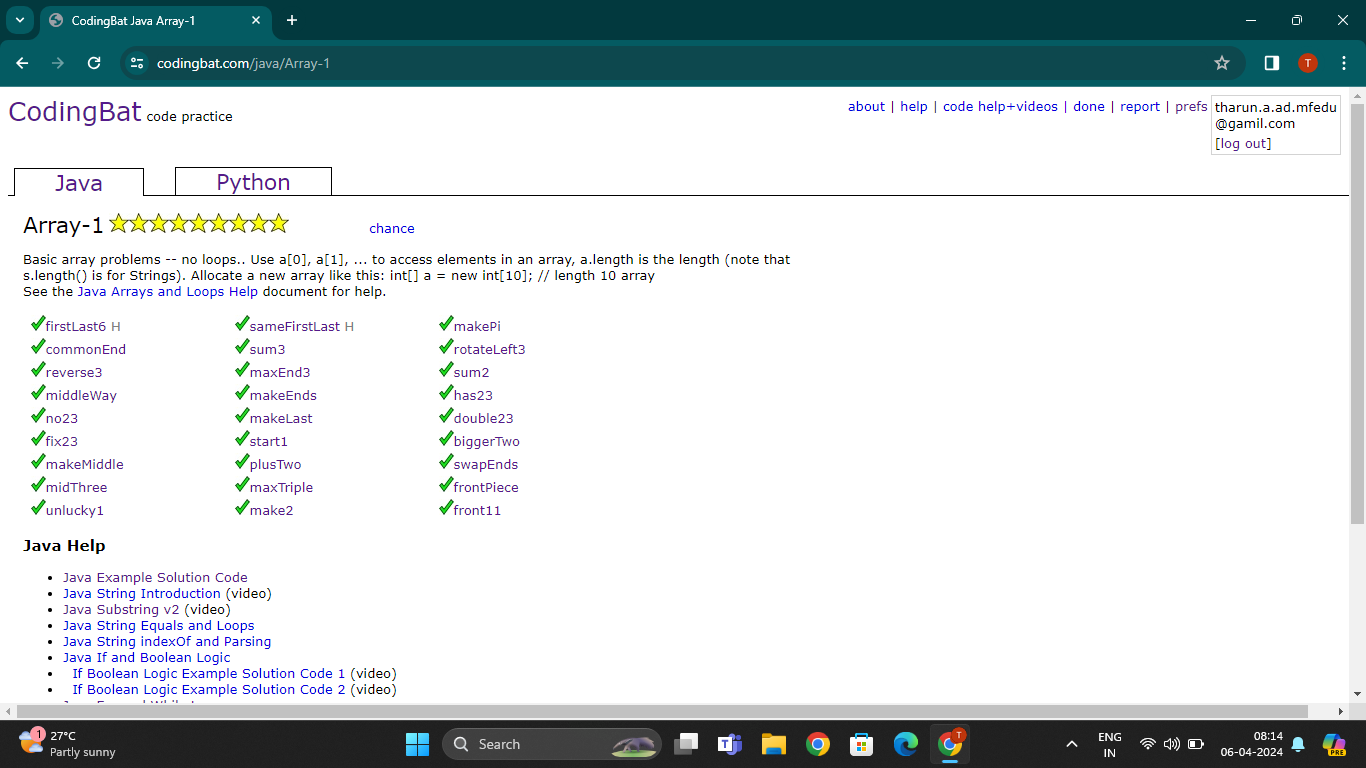 CodingBat Java Array-1
codingbat.com/java/Array-1
T
CodingBat code practice
about | help | code help+videos | done | report | prefs
tharun.a.ad.mfedu
@gamil.com
[log out]
Java
Python
Array-1
chance
Basic array problems -- no loops.. Use a[0], a[1], ... to access elements in an array, a.length is the length (note that
s.length() is for Strings). Allocate a new array like this: int[] a = new int[10]; // length 10 array
See the Java Arrays and Loops Help document for help.
firstLast6 H sameFirstLast H makePi
commonEnd sum3 rotateLeft3
reverse3 maxEnd3 sum2
middleWay makeEnds has23
no23 makeLast double23
fix23 start1 biggerTwo
makeMiddle plusTwo swapEnds
midThree maxTriple frontPiece
unlucky1 make2 front11
Java Help
• Java Example Solution Code
• Java String Introduction (video)
• Java Substring v2 (video)
• Java String Equals and Loops
• Java String indexOf and Parsing
• Java If and Boolean Logic
• If Boolean Logic Example Solution Code 1 (video)
• If Boolean Logic Example Solution Code 2 (video)
1
27°C
Partly sunny
Search
T
ENG
IN
08:14
06-04-2024
PRE